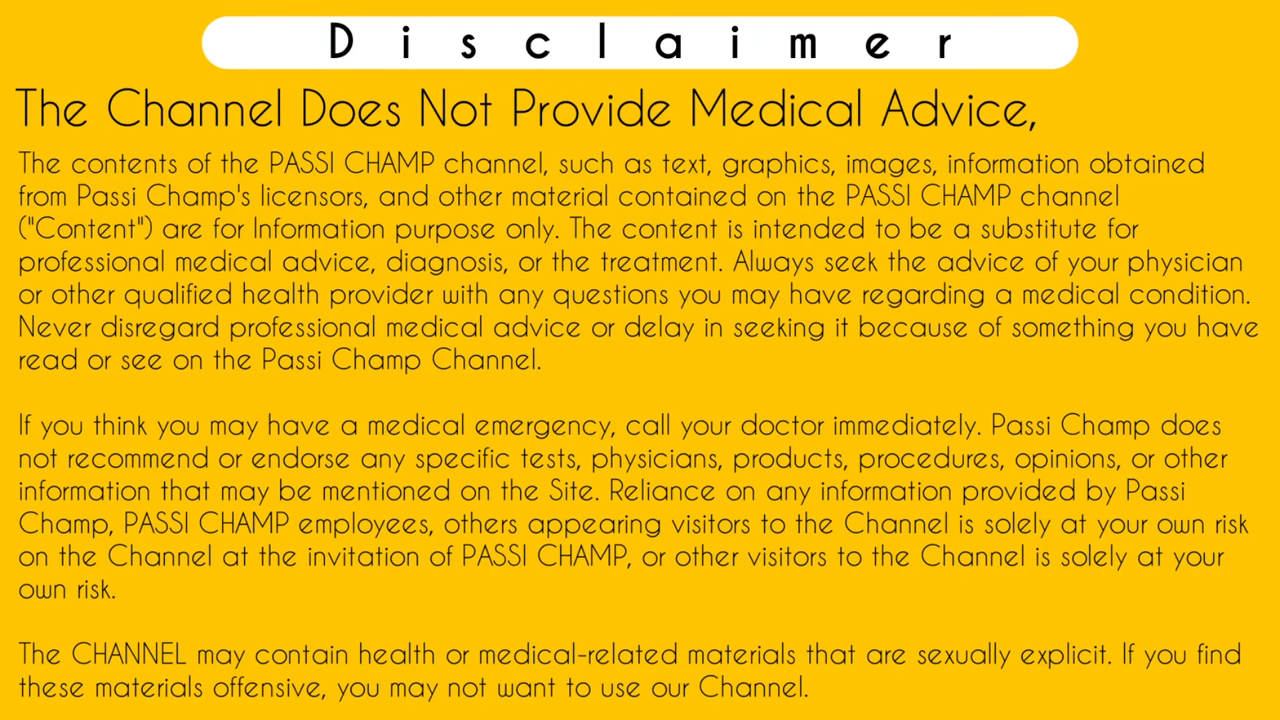 Disclaimer
The Channel Does Not Provide Medical Advice,
The contents of the PASSI CHAMP channel, such as text, graphics, images, information obtained
from Passi Champ's licensors, and other material contained on the PASSI CHAMP channel
("Content") are for Information purpose only. The content is intended to be a substitute for
professional medical advice, diagnosis, or the treatment. Always seek the advice of your physician
or other qualified health provider with any questions you may have regarding a medical condition.
Never disregard professional medical advice or delay in seeking it because of something you have
read or see on the Passi Champ Channel.
If you think you may have a medical emergency, call your doctor immediately. Passi Champ does
not recommend or endorse any specific tests, physicians, products, procedures, opinions, or other
information that may be mentioned on the Site. Reliance on any information provided by Passi
Champ, PASSI CHAMP employees, others appearing visitors to the Channel is solely at your own risk
on the Channel at the invitation of PASSI CHAMP, or other visitors to the Channel is solely at your
own risk.
The CHANNEL may contain health or medical-related materials that are sexually explicit. If you find
these materials offensive, you may not want to use our Channel.